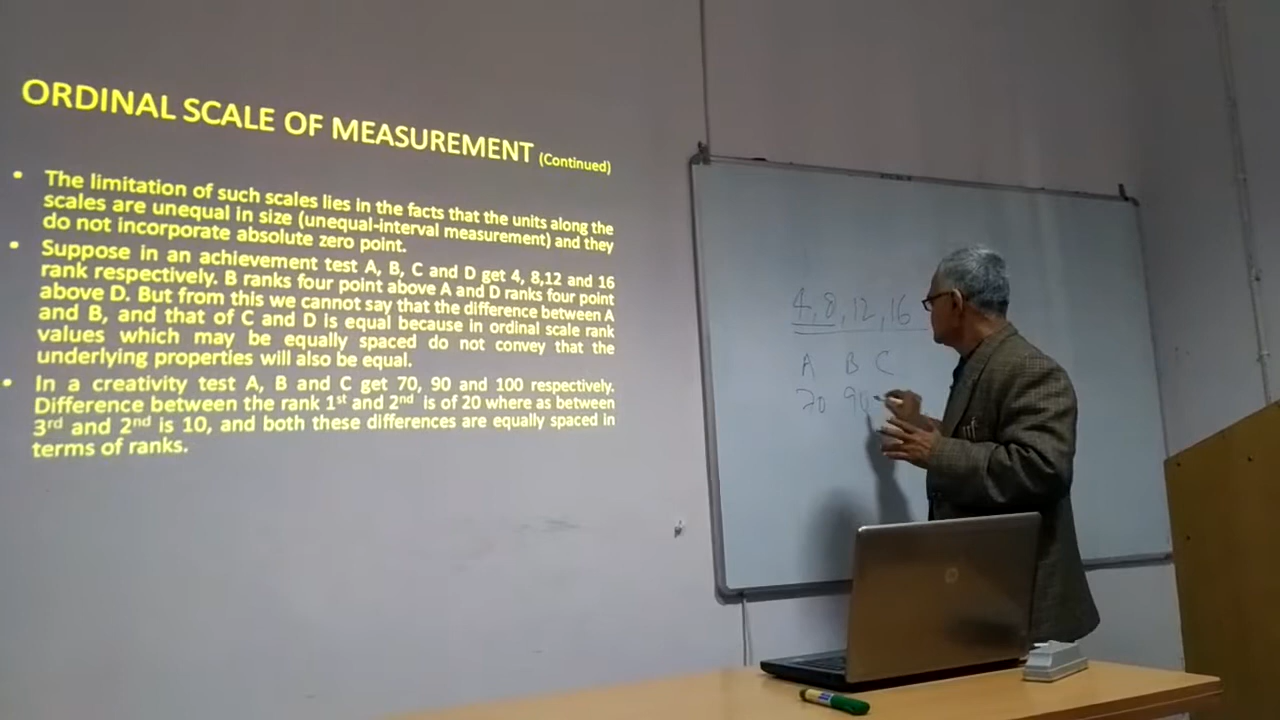 ORDINAL SCALE OF MEASUREMENT (Continued)
• The limitation of such scales lies in the facts that the units along the
scales are unequal in size (unequal-interval measurement) and they
do not incorporate absolute zero point.
• Suppose in an achievement test A, B, C and D get 4, 8,12 and 16
rank respectively. B ranks four point above A and D ranks four point
above D. But from this we cannot say that the difference between A
and B, and that of C and D is equal because in ordinal scale rank
values which may be equally spaced do not convey that the
underlying properties will also be equal.
• In a creativity test A, B and C get 70, 90 and 100 respectively.
Difference between the rank 1st and 2nd is of 20 where as between
3rd and 2nd is 10, and both these differences are equally spaced in
terms of ranks.
4, 8, 12, 16
A B C
70 90